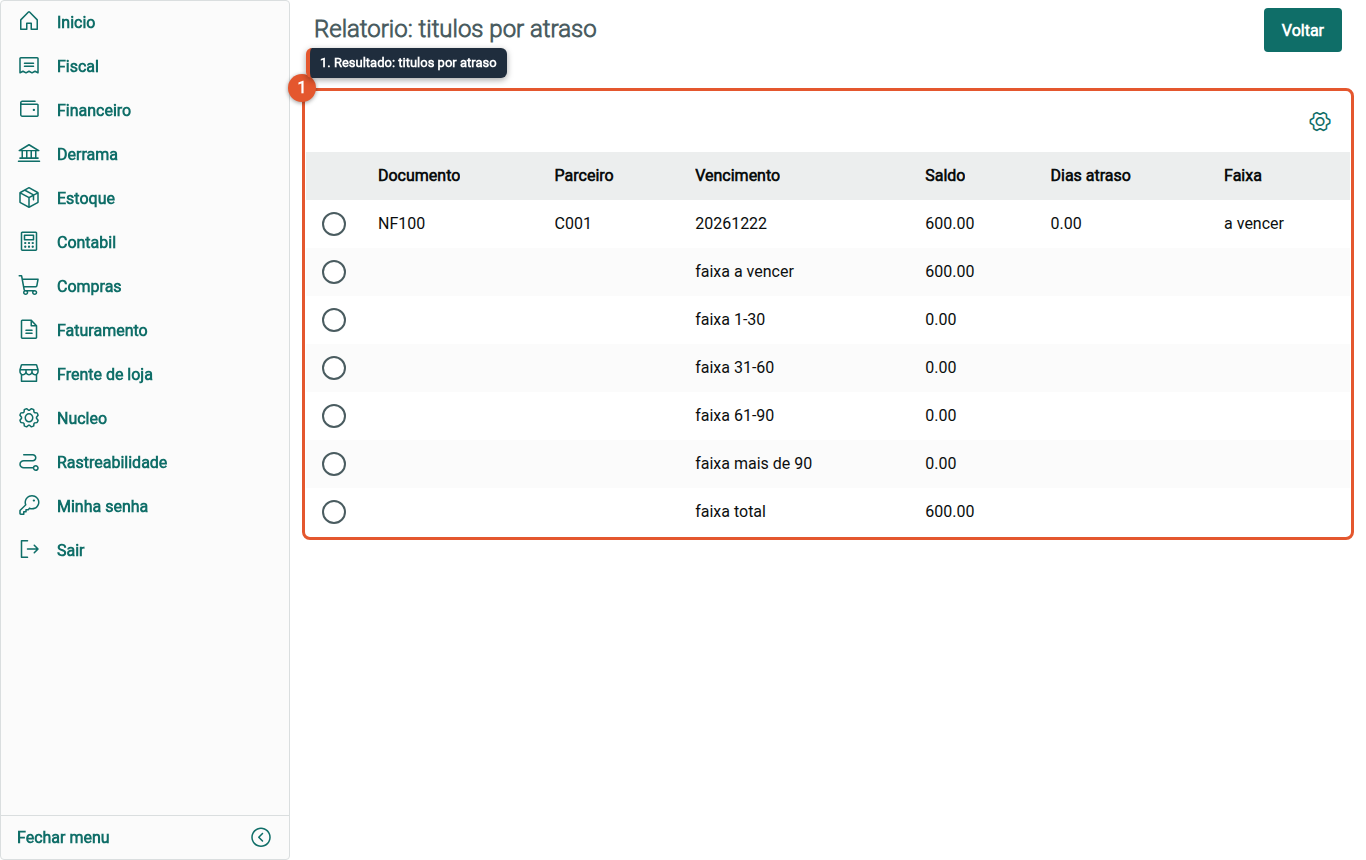 Inicio
Fiscal
Financeiro
Derrama
Estoque
Contabil
Compras
Faturamento
Frente de loja
Nucleo
Rastreabilidade
Minha senha
Sair
Fechar menu
Relatorio: titulos por atraso
Voltar
1. Resultado: titulos por atraso
1
Documento Parceiro Vencimento Saldo Dias atraso Faixa
NF100 C001 20261222 600.00 0.00 a vencer
faixa a vencer 600.00
faixa 1-30 0.00
faixa 31-60 0.00
faixa 61-90 0.00
faixa mais de 90 0.00
faixa total 600.00